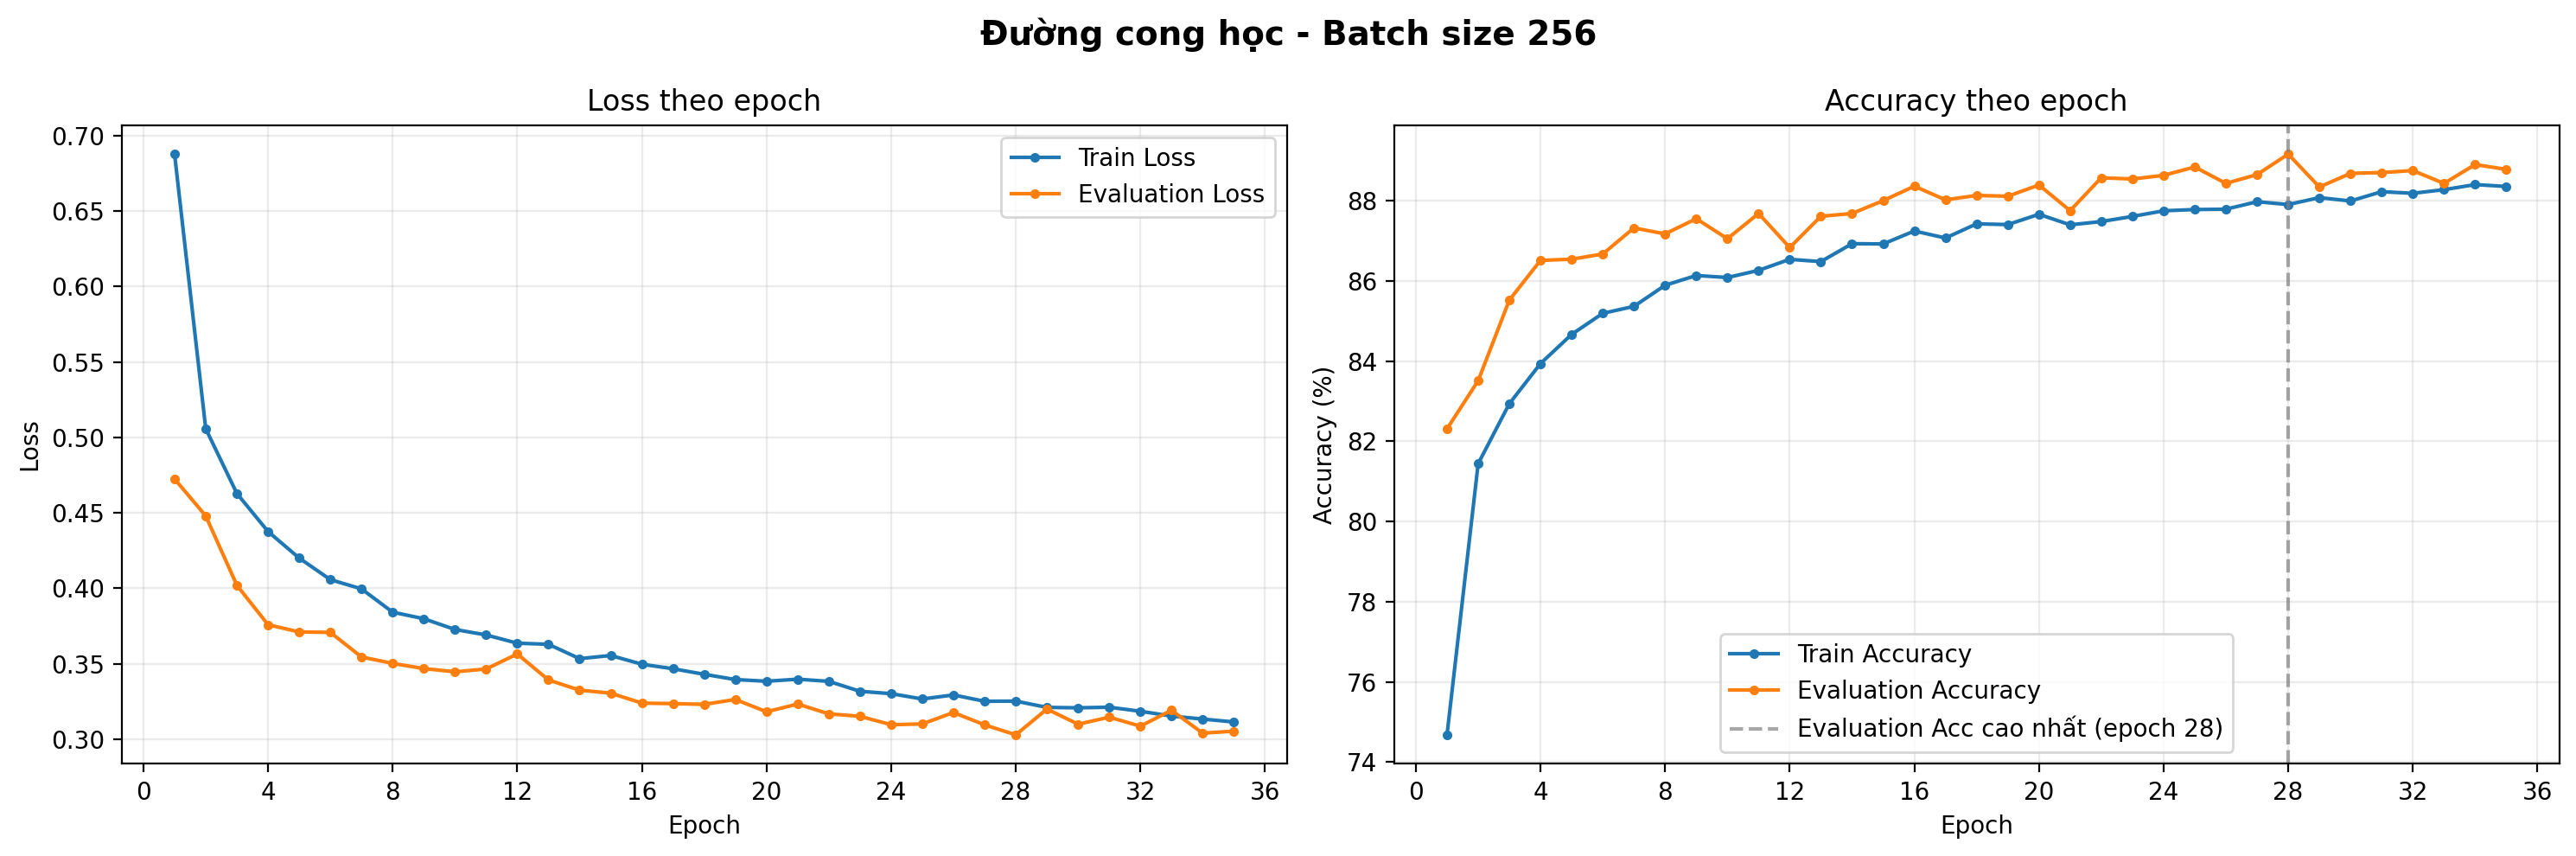 Đường cong học - Batch size 256
Loss theo epoch
0.70
0.65
0.60
0.55
0.50
0.45
0.40
0.35
0.30
Loss
0 4 8 12 16 20 24 28 32 36
Epoch
Train Loss
Evaluation Loss
Accuracy theo epoch
88
86
84
82
80
78
76
74
Accuracy (%)
0 4 8 12 16 20 24 28 32 36
Epoch
Train Accuracy
Evaluation Accuracy
Evaluation Acc cao nhất (epoch 28)